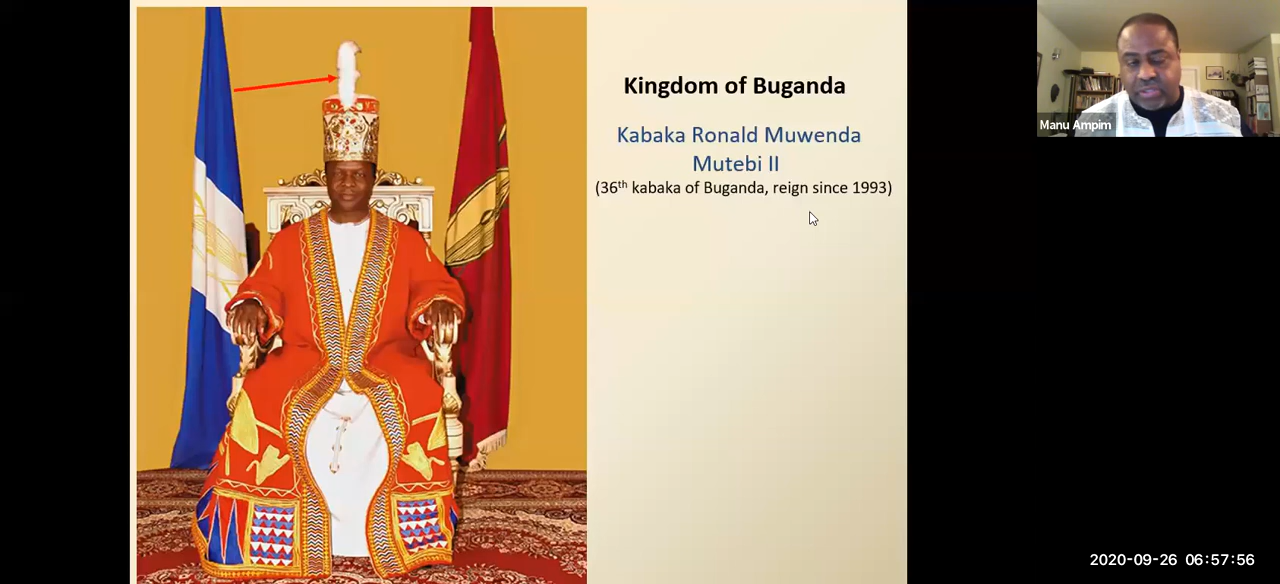 Kingdom of Buganda
Kabaka Ronald Muwenda
Mutebi II
(36th kabaka of Buganda, reign since 1993)
Manu Ampim
2020-09-26 06:57:56